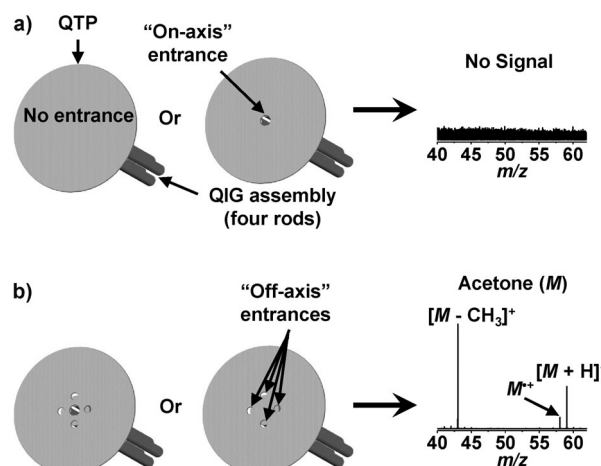 a)
QTP
"On-axis"
entrance
No entrance
Or
No Signal
40 45 50 55 60
m/z
QIG assembly
(four rods)
b)
"Off-axis"
entrances
Or
Acetone (M)
[M - CH₃]⁺
M•⁺
[M + H]
40 45 50 55 60
m/z